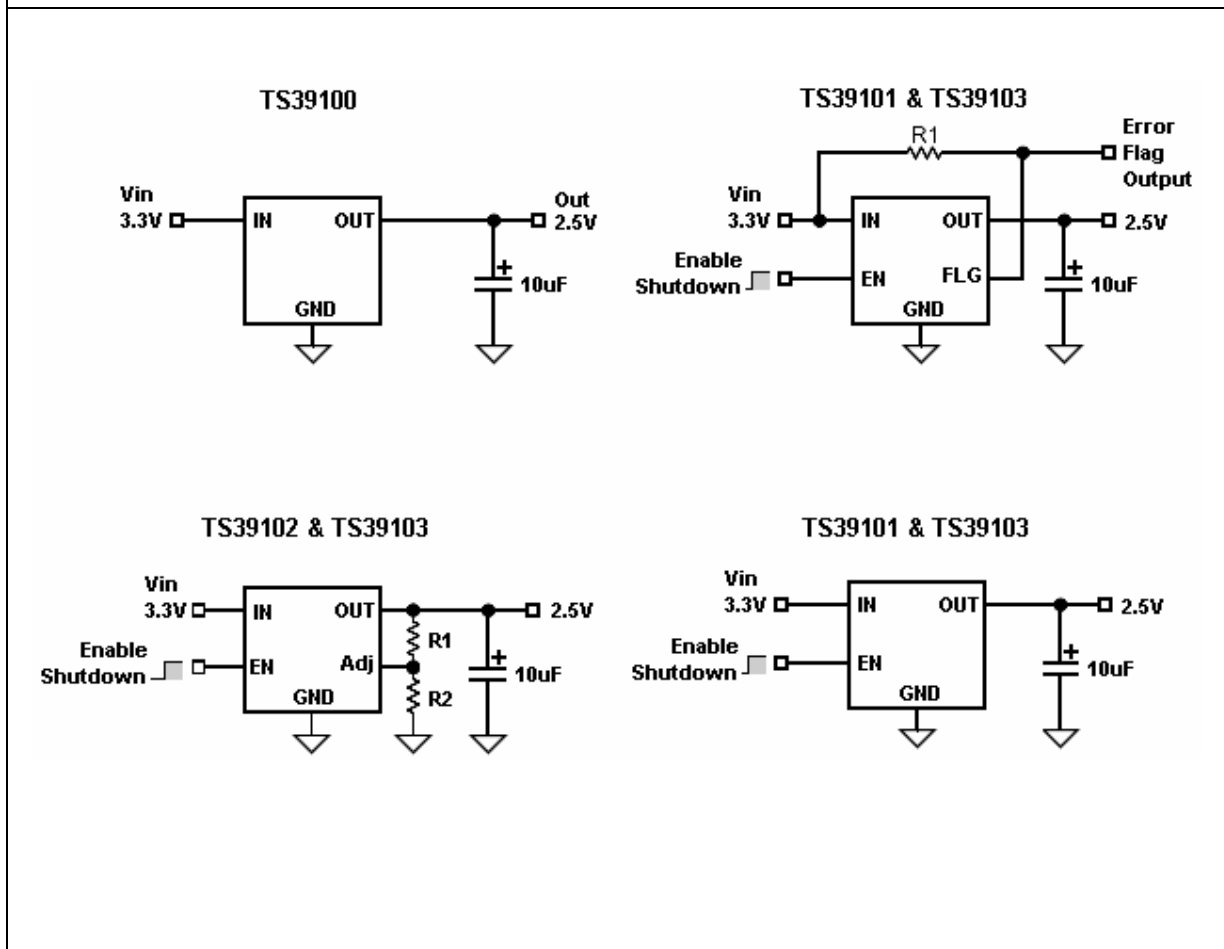 TS39100
Vin
3.3V
IN
OUT
GND
Out
2.5V
10uF
TS39101 & TS39103
R1
Error
Flag
Output
Vin
3.3V
Enable
Shutdown
IN
OUT
EN
FLG
GND
2.5V
10uF
TS39102 & TS39103
Vin
3.3V
Enable
Shutdown
IN
OUT
EN
Adj
GND
R1
R2
2.5V
10uF
TS39101 & TS39103
Vin
3.3V
Enable
Shutdown
IN
OUT
EN
GND
2.5V
10uF